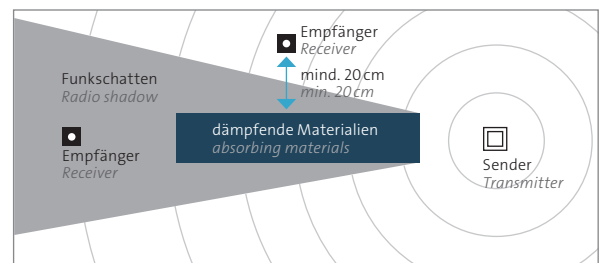 Empfänger
Receiver
mind. 20 cm
min. 20 cm
Funkschatten
Radio shadow
dämpfende Materialien
absorbing materials
Empfänger
Receiver
Sender
Transmitter